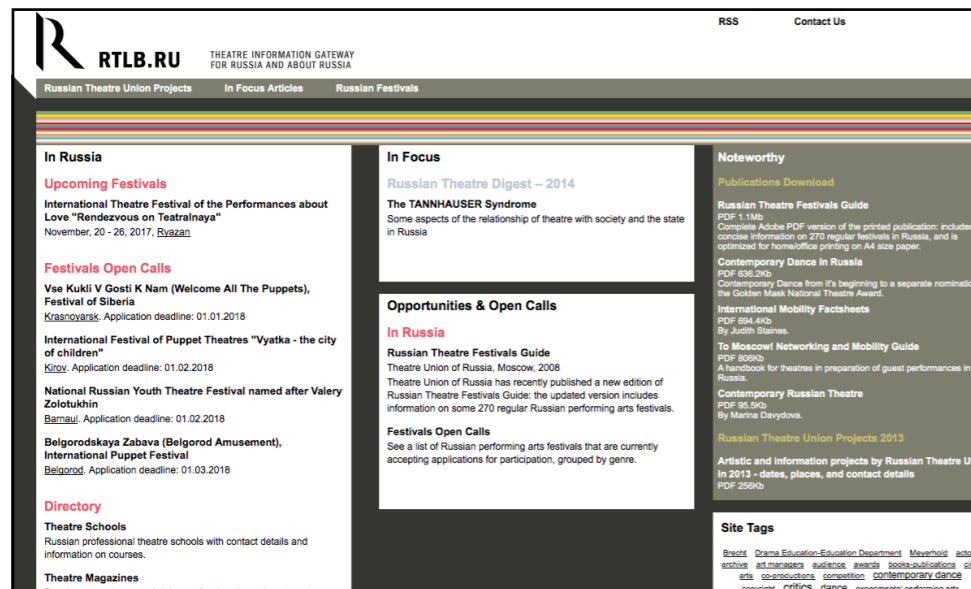 RSS Contact Us
RTLB.RU
THEATRE INFORMATION GATEWAY
FOR RUSSIA AND ABOUT RUSSIA
Russian Theatre Union Projects In Focus Articles Russian Festivals
In Russia
Upcoming Festivals
International Theatre Festival of the Performances about
Love "Rendezvous on Teatralnaya"
November, 20 - 26, 2017, Ryazan
Festivals Open Calls
Vse Kukli V Gosti K Nam (Welcome All The Puppets),
Festival of Siberia
Krasnoyarsk. Application deadline: 01.01.2018
International Festival of Puppet Theatres "Vyatka - the city
of children"
Kirov. Application deadline: 01.02.2018
National Russian Youth Theatre Festival named after Valery
Zolotukhin
Barnaul. Application deadline: 01.02.2018
Belgorodskaya Zabava (Belgorod Amusement),
International Puppet Festival
Belgorod. Application deadline: 01.03.2018
Directory
Theatre Schools
Russian professional theatre schools with contact details and
information on courses.
Theatre Magazines
In Focus
Russian Theatre Digest – 2014
The TANNHAUSER Syndrome
Some aspects of the relationship of theatre with society and the state
in Russia
Opportunities & Open Calls
In Russia
Russian Theatre Festivals Guide
Theatre Union of Russia, Moscow, 2008
Theatre Union of Russia has recently published a new edition of
Russian Theatre Festivals Guide: the updated version includes
information on some 270 regular Russian performing arts festivals.
Festivals Open Calls
See a list of Russian performing arts festivals that are currently
accepting applications for participation, grouped by genre.
Noteworthy
Publications Download
Russian Theatre Festivals Guide
PDF 1.1Mb
Complete Adobe PDF version of the printed publication: includes
concise information on 270 regular festivals in Russia, and is
optimized for home/office printing on A4 size paper.
Contemporary Dance in Russia
PDF 636.2Kb
Contemporary Dance from it's beginning to a separate nominatio
the Golden Mask National Theatre Award.
International Mobility Factsheets
PDF 694.4Kb
By Judith Staines.
To Moscow! Networking and Mobility Guide
PDF 806Kb
A handbook for theatres in preparation of guest performances in
Russia.
Contemporary Russian Theatre
PDF 95.5Kb
By Marina Davydova.
Russian Theatre Union Projects 2013
Artistic and information projects by Russian Theatre U
in 2013 - dates, places, and contact details
PDF 256Kb
Site Tags
Brecht Drama Education-Education Department Meyerhold acto
archive art managers audience awards books-publications ci
arts co-productions competition contemporary dance
copyright critics dance experimental performing arts